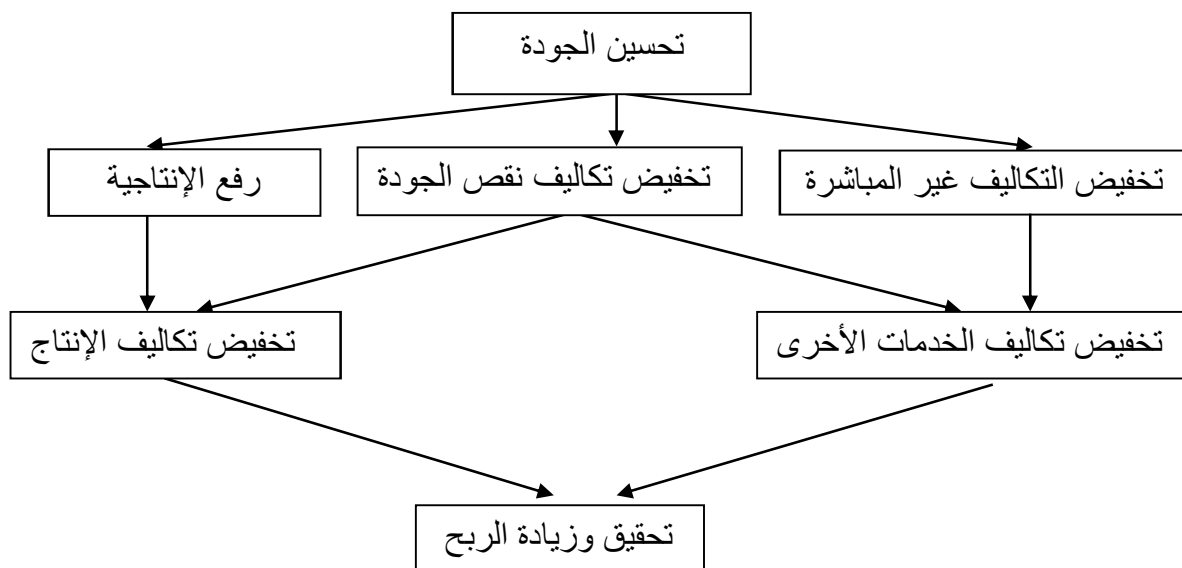 تحسين الجودة
تخفيض التكاليف غير المباشرة
تخفيض تكاليف نقص الجودة
رفع الإنتاجية
تخفيض تكاليف الخدمات الأخرى
تخفيض تكاليف الإنتاج
تحقيق وزيادة الربح